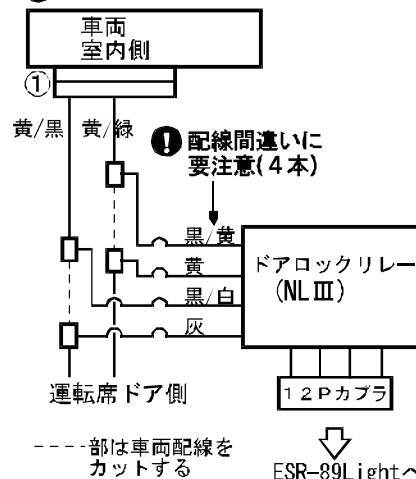 車両
室内側
①
黄/黒 黄/緑
! 配線間違いに
要注意(4本)
黒/黄
黄
黒/白
灰
ドアロックリレー
(NLⅢ)
12Pカプラ
運転席ドア側
----部は車両配線を
カットする
ESR-89Lightへ